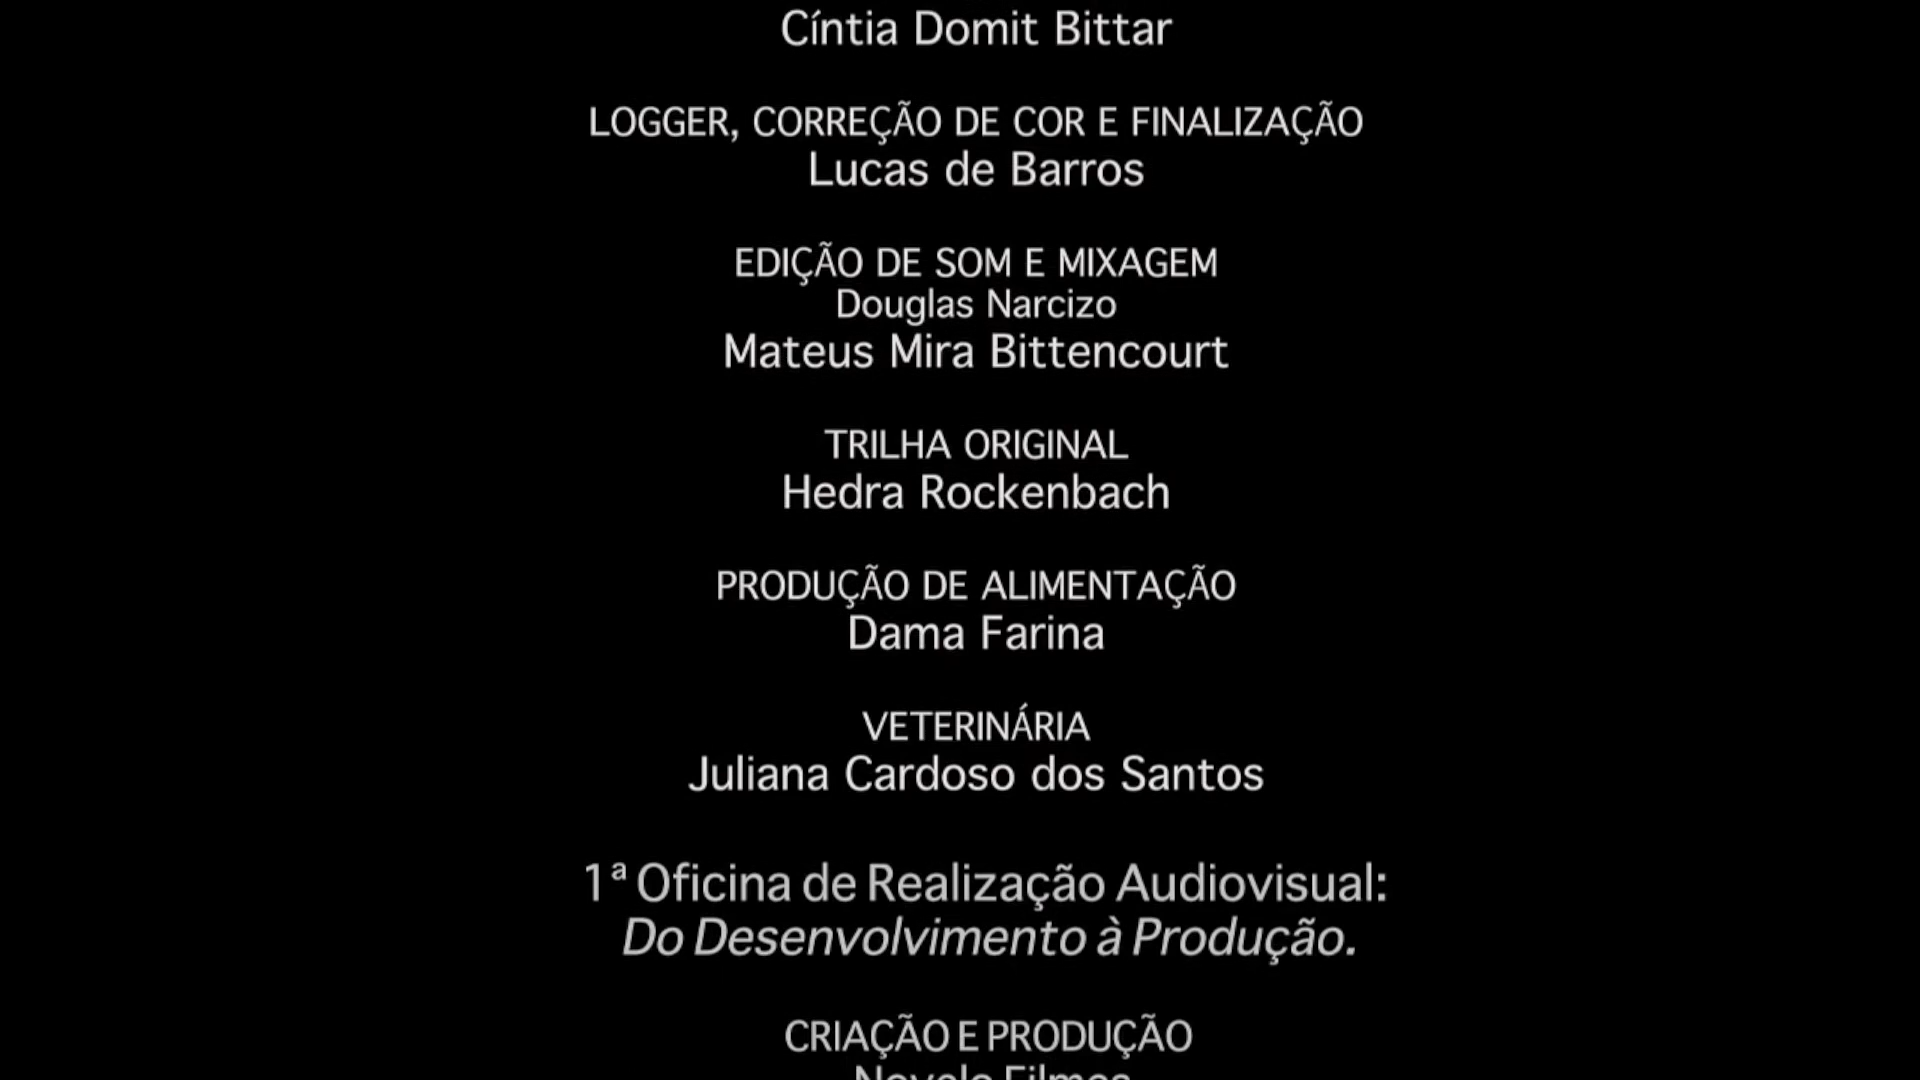 Cíntia Domit Bittar
LOGGER, CORREÇÃO DE COR E FINALIZAÇÃO
Lucas de Barros
EDIÇÃO DE SOM E MIXAGEM
Douglas Narcizo
Mateus Mira Bittencourt
TRILHA ORIGINAL
Hedra Rockenbach
PRODUÇÃO DE ALIMENTAÇÃO
Dama Farina
VETERINÁRIA
Juliana Cardoso dos Santos
1ª Oficina de Realização Audiovisual:
Do Desenvolvimento à Produção.
CRIAÇÃO E PRODUÇÃO